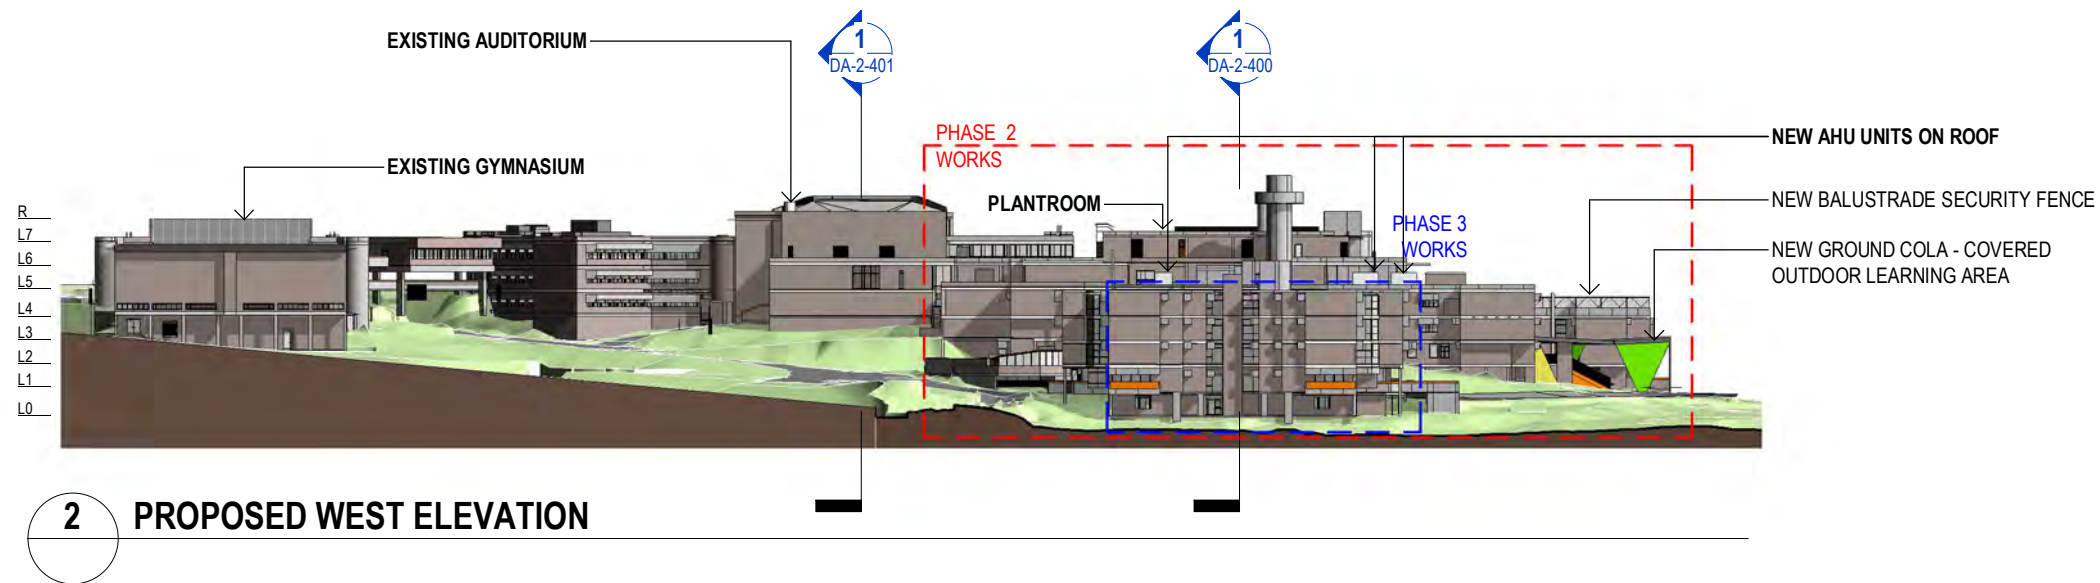 EXISTING AUDITORIUM
1
DA-2-401
1
DA-2-400
PHASE 2
WORKS
NEW AHU UNITS ON ROOF
EXISTING GYMNASIUM
PLANTROOM
NEW BALUSTRADE SECURITY FENCE
PHASE 3
WORKS
NEW GROUND COLA - COVERED
OUTDOOR LEARNING AREA
R
L7
L6
L5
L4
L3
L2
L1
L0
2
PROPOSED WEST ELEVATION